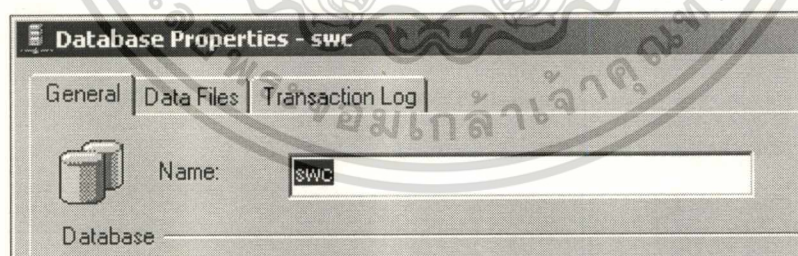 Database Properties - swc
General Data Files Transaction Log
Name: swc
Database